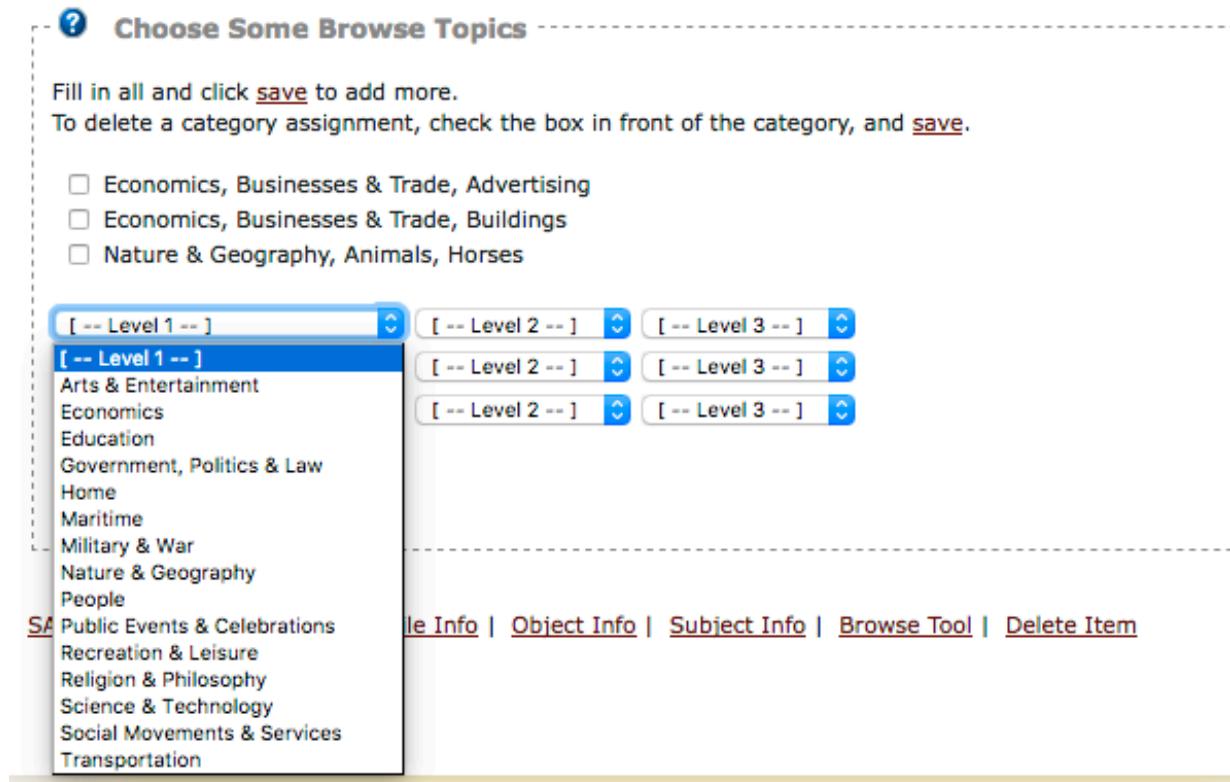 Choose Some Browse Topics
Fill in all and click save to add more.
To delete a category assignment, check the box in front of the category, and save.
Economics, Businesses & Trade, Advertising
Economics, Businesses & Trade, Buildings
Nature & Geography, Animals, Horses
[ -- Level 1 -- ] [ -- Level 2 -- ] [ -- Level 3 -- ]
[ -- Level 1 -- ] [ -- Level 2 -- ] [ -- Level 3 -- ]
Arts & Entertainment
Economics [ -- Level 2 -- ] [ -- Level 3 -- ]
Education
Government, Politics & Law
Home
Maritime
Military & War
Nature & Geography
People
Public Events & Celebrations Info | Object Info | Subject Info | Browse Tool | Delete Item
Recreation & Leisure
Religion & Philosophy
Science & Technology
Social Movements & Services
Transportation